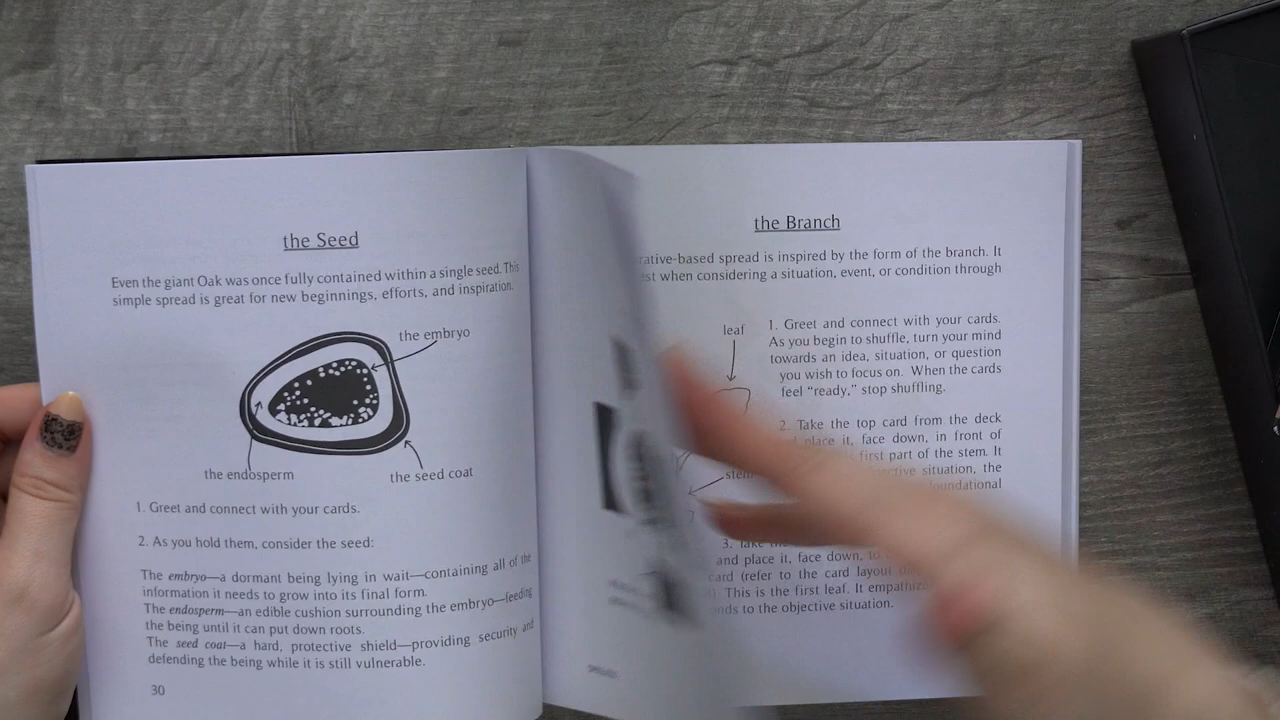 the Seed
Even the giant Oak was once fully contained within a single seed. This
simple spread is great for new beginnings, efforts, and inspiration.
the embryo
the endosperm
the seed coat
1. Greet and connect with your cards.
2. As you hold them, consider the seed:
The embryo—a dormant being lying in wait—containing all of the
information it needs to grow into its final form.
The endosperm—an edible cushion surrounding the embryo—feeding
the being until it can put down roots.
The seed coat—a hard, protective shield—providing security and
defending the being while it is still vulnerable.
30
the Branch
spread is inspired by the form of the branch. It
when considering a situation, event, or condition through
leaf
1. Greet and connect with your cards.
As you begin to shuffle, turn your mind
towards an idea, situation, or question
you wish to focus on. When the cards
feel “ready,” stop shuffling.
2. Take the top card from the deck
place it, face down, in front of
first part of the stem. It
situation, the
foundational
3. Take
and place it, face down, to
card (refer to the card layout
This is the first leaf. It
to the objective situation.